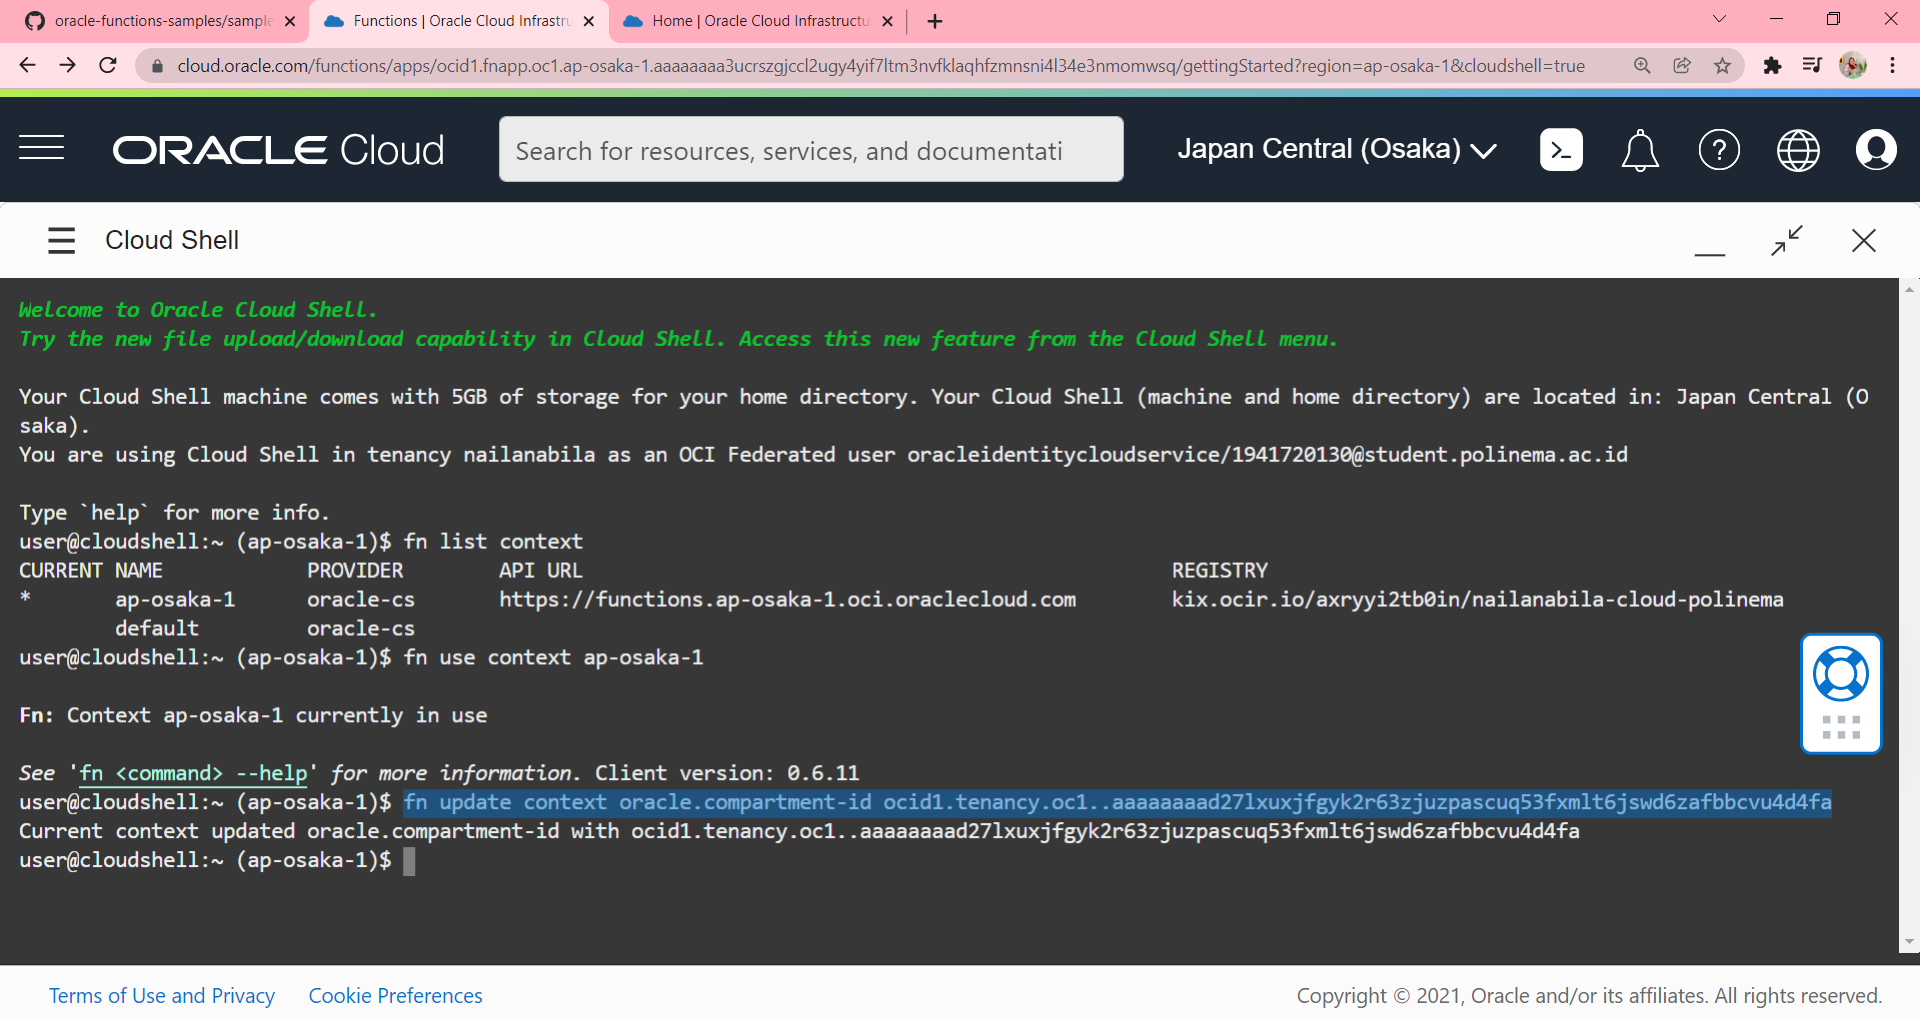 oracle-functions-samples/sample
Functions | Oracle Cloud Infrastru
Home | Oracle Cloud Infrastructu
cloud.oracle.com/functions/apps/ocid1.fnapp.oc1.ap-osaka-1.aaaaaaaa3ucrszgjccl2ugy4yif7ltm3nvfklaqhfzmnsni4l34e3nmomwsq/gettingStarted?region=ap-osaka-1&cloudshell=true
ORACLE Cloud
Search for resources, services, and documentati
Japan Central (Osaka)
Cloud Shell
Welcome to Oracle Cloud Shell.
Try the new file upload/download capability in Cloud Shell. Access this new feature from the Cloud Shell menu.
Your Cloud Shell machine comes with 5GB of storage for your home directory. Your Cloud Shell (machine and home directory) are located in: Japan Central (O
saka).
You are using Cloud Shell in tenancy nailanabila as an OCI Federated user oracleidentitycloudservice/1941720130@student.polinema.ac.id
Type `help` for more info.
user@cloudshell:~ (ap-osaka-1)$ fn list context
CURRENT NAME PROVIDER API URL REGISTRY
* ap-osaka-1 oracle-cs https://functions.ap-osaka-1.oci.oraclecloud.com kix.ocir.io/axryyi2tb0in/nailanabila-cloud-polinema
default oracle-cs
user@cloudshell:~ (ap-osaka-1)$ fn use context ap-osaka-1
Fn: Context ap-osaka-1 currently in use
See 'fn <command> --help' for more information. Client version: 0.6.11
user@cloudshell:~ (ap-osaka-1)$ fn update context oracle.compartment-id ocid1.tenancy.oc1..aaaaaaaad27lxuxjfgyk2r63zjuzpascuq53fxmlt6jswd6zafbbcvu4d4fa
Current context updated oracle.compartment-id with ocid1.tenancy.oc1..aaaaaaaad27lxuxjfgyk2r63zjuzpascuq53fxmlt6jswd6zafbbcvu4d4fa
user@cloudshell:~ (ap-osaka-1)$
Terms of Use and Privacy
Cookie Preferences
Copyright © 2021, Oracle and/or its affiliates. All rights reserved.